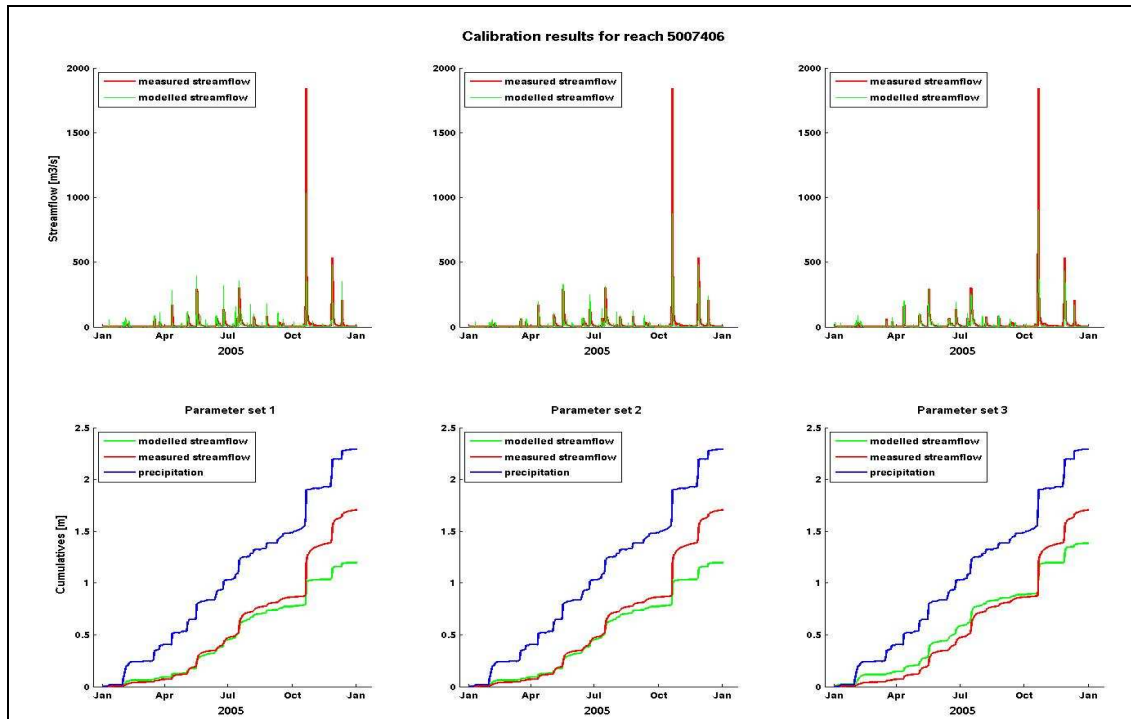 Calibration results for reach 5007406
2000
1500
1000
500
0
Streamflow [m3/s]
measured streamflow
modelled streamflow
Jan Apr Jul Oct Jan
2005
2000
1500
1000
500
0
measured streamflow
modelled streamflow
Jan Apr Jul Oct Jan
2005
2000
1500
1000
500
0
measured streamflow
modelled streamflow
Jan Apr Jul Oct Jan
2005
Parameter set 1
2.5
2
1.5
1
0.5
0
Cumulatives [m]
modelled streamflow
measured streamflow
precipitation
Jan Apr Jul Oct Jan
2005
Parameter set 2
2.5
2
1.5
1
0.5
0
modelled streamflow
measured streamflow
precipitation
Jan Apr Jul Oct Jan
2005
Parameter set 3
2.5
2
1.5
1
0.5
0
modelled streamflow
measured streamflow
precipitation
Jan Apr Jul Oct Jan
2005